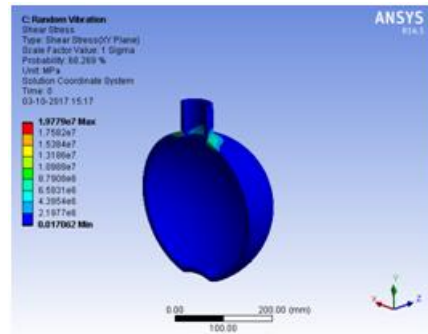 C: Random Vibration
Shear Stress
Type: Shear Stress(XY Plane)
Scale Factor Value: 1 Sigma
Probability: 68.269 %
Unit: MPa
Solution Coordinate System
Time: 0
03-10-2017 15:17
1.9779e7 Max
1.7582e7
1.5384e7
1.3186e7
1.0988e7
8.7908e6
6.5931e6
4.3954e6
2.1977e6
0.017062 Min
ANSYS
R14.5
0.00
200.00 (mm)
100.00
Y
X
Z